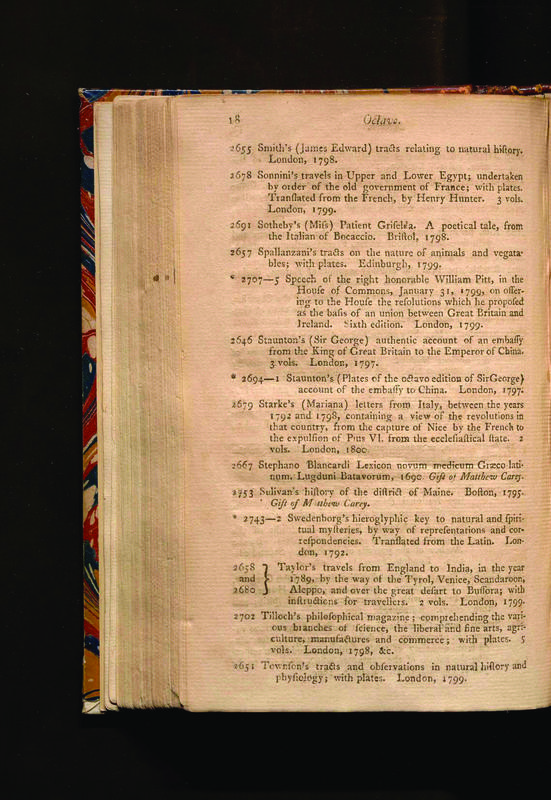 18 Octavo.
2655 Smith's (James Edward) tracts relating to natural hiſtory.
London, 1798.
2678 Sonnini's travels in Upper and Lower Egypt; undertaken
by order of the old government of France; with plates.
Tranſlated from the French, by Henry Hunter. 3 vols.
London, 1799.
2691 Sotheby's (Miſs) Patient Griſelda. A poetical tale, from
the Italian of Bocaccio. Briſtol, 1798.
2657 Spallanzani's tracts on the nature of animals and vegata-
bles; with plates. Edinburgh, 1799.
* 2707—5 Speech of the right honorable William Pitt, in the
Houſe of Commons, January 31, 1799, on offer-
ing to the Houſe the reſolutions which he propoſed
as the baſis of an union between Great Britain and
Ireland. Sixth edition. London, 1799.
2646 Staunton's (Sir George) authentic account of an embaſſy
from the King of Great Britain to the Emperor of China.
3 vols. London, 1797.
* 2694—1 Staunton's (Plates of the octavo edition of Sir George)
account of the embaſſy to China. London, 1797.
2679 Starke's (Mariana) letters from Italy, between the years
1792 and 1798, containing a view of the revolutions in
that country, from the capture of Nice by the French to
the expulſion of Pius VI. from the eccleſiaſtical ſtate. 2
vols. London, 1800.
2667 Stephano Blancardi Lexicon novum medicum Græco lati-
num. Lugduni Batavorum, 1690. Gift of Matthew Carey.
2753 Sulivan's hiſtory of the diſtrict of Maine. Boſton, 1795.
Gift of Matthew Carey.
* 2743—2 Swedenborg's hieroglyphic key to natural and ſpiri-
tual myſteries, by way of repreſentations and cor-
reſpondencies. Tranſlated from the Latin. Lon-
don, 1792.
2658 } Taylor's travels from England to India, in the year
and 1789, by the way of the Tyrol, Venice, Scandaroon,
2680 Aleppo, and over the great deſart to Buſſora; with
inſtructions for travellers. 2 vols. London, 1799.
2702 Tilloch's philoſophical magazine; comprehending the vari-
ous branches of ſcience, the liberal and fine arts, agri-
culture, manufactures and commerce; with plates. 5
vols. London, 1798, &c.
2651 Townſon's tracts and obſervations in natural hiſtory and
phyſiology; with plates. London, 1799.